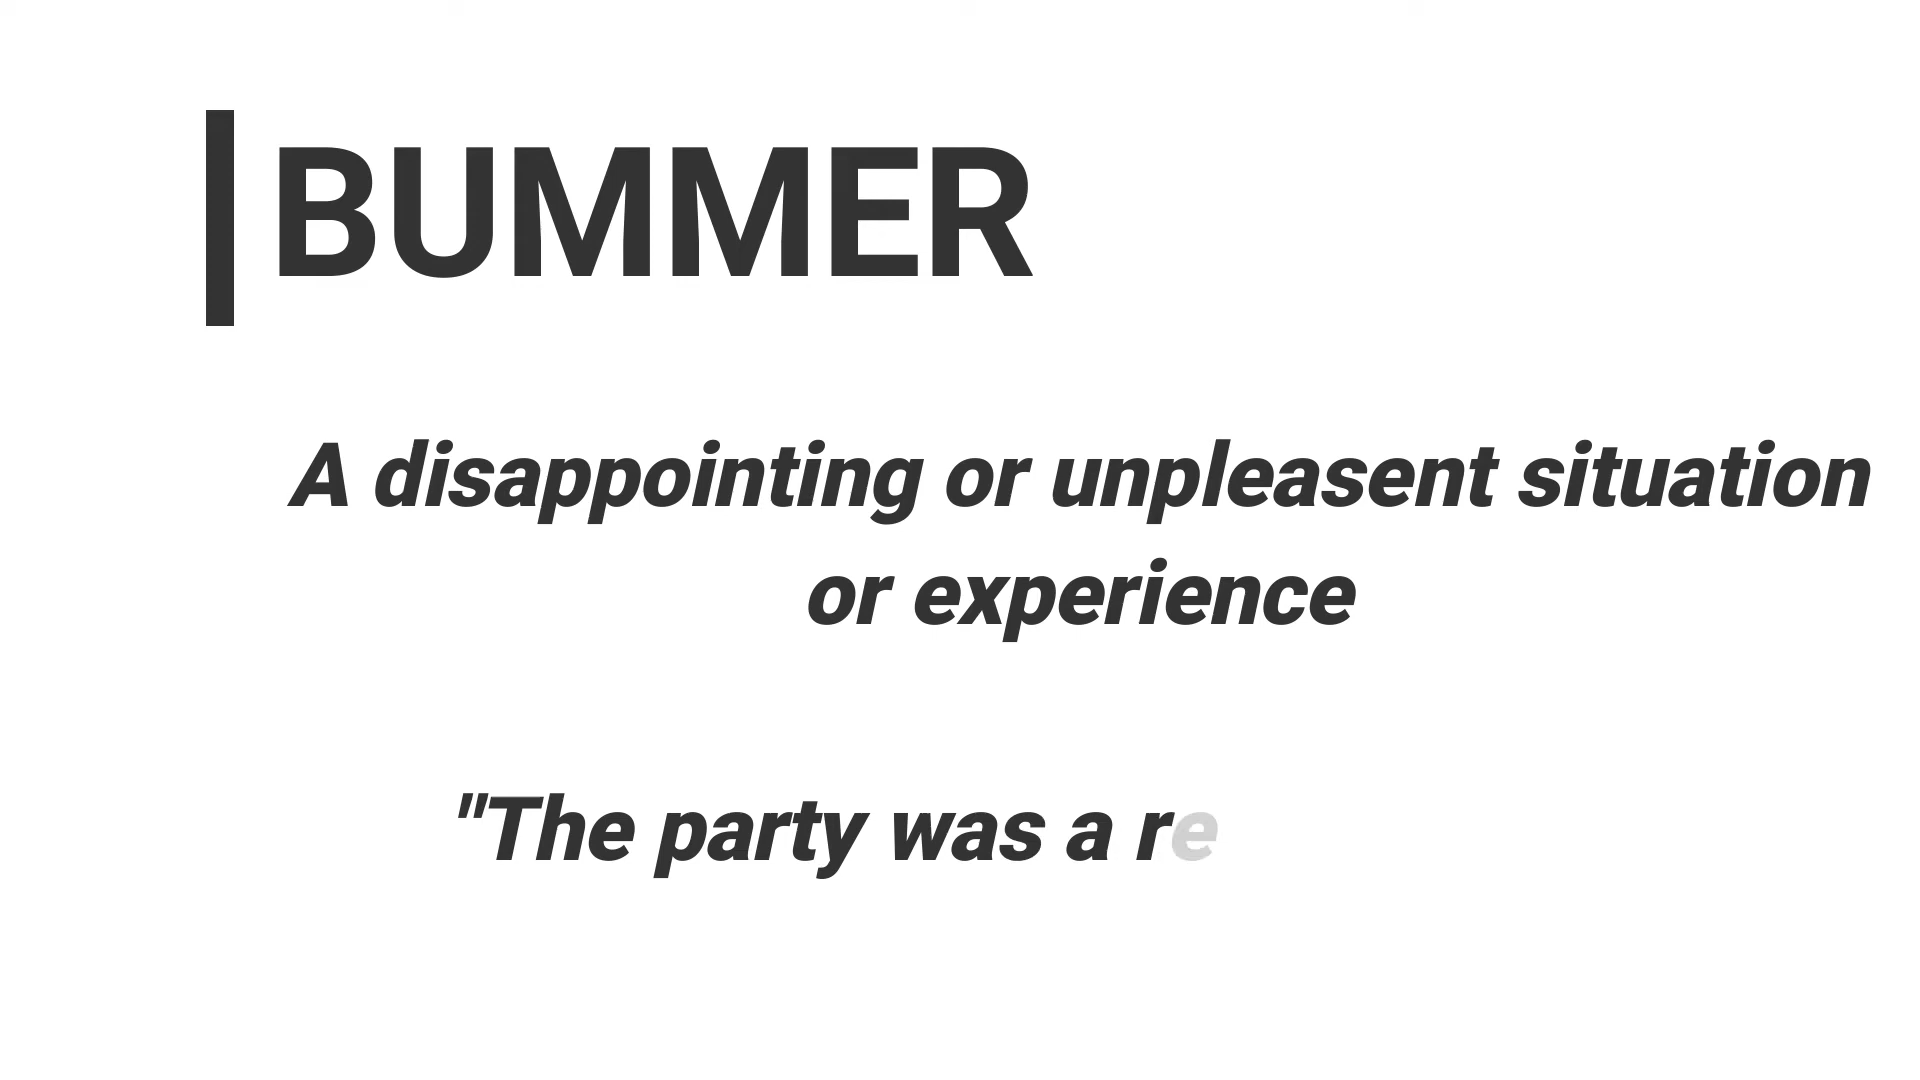 BUMMER
A disappointing or unpleasent situation
or experience
"The party was a re